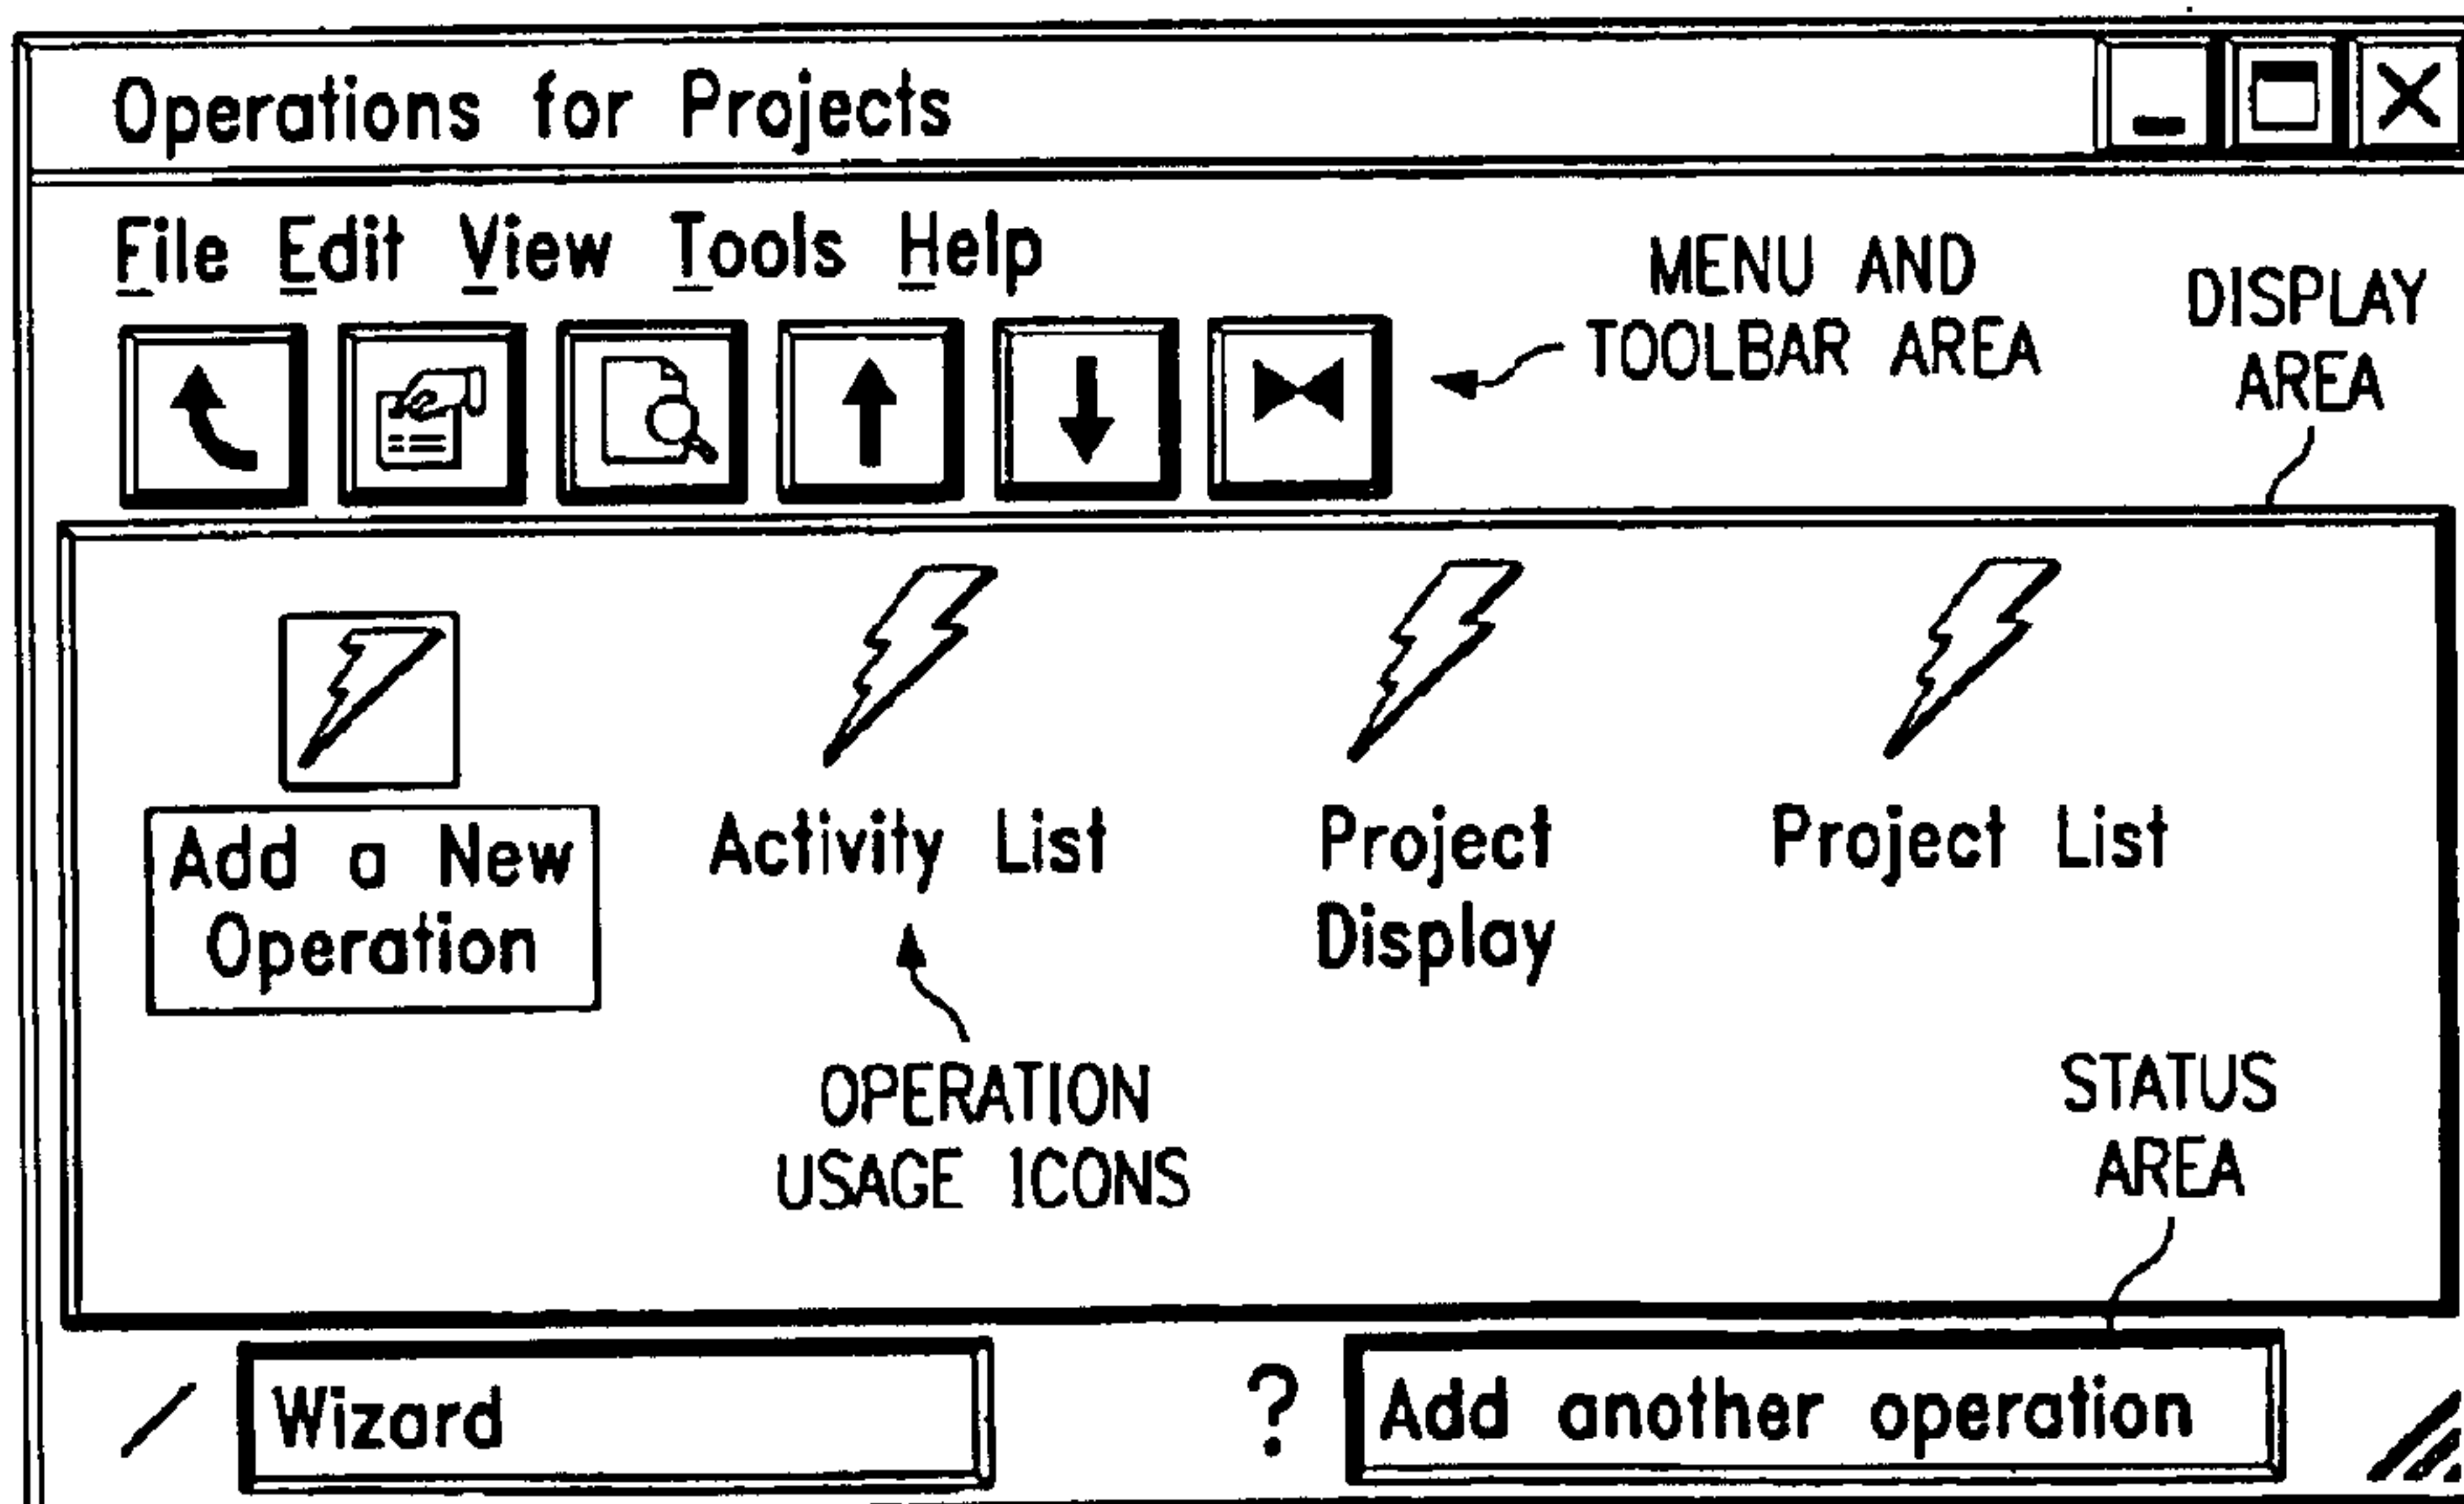 Operations for Projects
File Edit View Tools Help
MENU AND
TOOLBAR AREA
DISPLAY
AREA
Add a New
Operation
Activity List
Project
Display
Project List
OPERATION
USAGE ICONS
STATUS
AREA
Wizard
? Add another operation